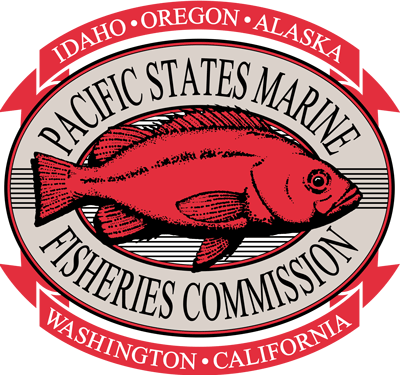 IDAHO • OREGON • ALASKA
PACIFIC STATES MARINE
FISHERIES COMMISSION
WASHINGTON • CALIFORNIA